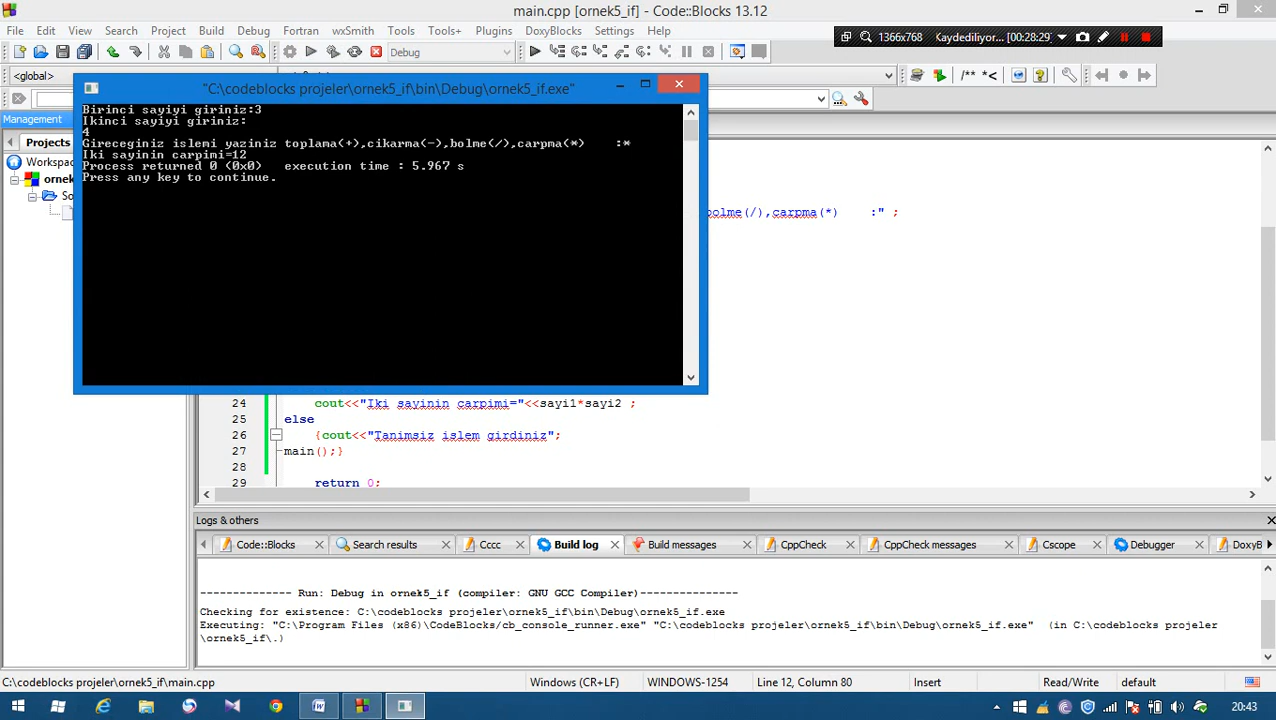 main.cpp [ornek5_if] - Code::Blocks 13.12
File Edit View Search Project Build Debug Fortran wxSmith Tools Tools+ Plugins DoxyBlocks Settings Help
1366x768 Kaydediliyor... [00:28:29]
Debug
<global>
/** *<
"C:\codeblocks projeler\ornek5_if\bin\Debug\ornek5_if.exe"
Birinci sayiyi giriniz:3
Ikinci sayiyi giriniz:
4
Gireceginiz islemi yaziniz toplama(+),cikarma(-),bolme(/),carpma(*) :*
Iki sayinin carpimi=12
Process returned 0 (0x0) execution time : 5.967 s
Press any key to continue.
Management
Projects
Workspa
ornek
So
bolme(/),carpma(*) :" ;
24 cout<<"Iki sayinin carpimi="<<sayi1*sayi2 ;
25 else
26 {cout<<"Tanimsiz islem girdiniz";
27 main();}
28
29 return 0;
Logs & others
Code::Blocks Search results Cccc Build log Build messages CppCheck CppCheck messages Cscope Debugger DoxyB
-------------- Run: Debug in ornek5_if (compiler: GNU GCC Compiler)---------------
Checking for existence: C:\codeblocks projeler\ornek5_if\bin\Debug\ornek5_if.exe
Executing: "C:\Program Files (x86)\CodeBlocks/cb_console_runner.exe" "C:\codeblocks projeler\ornek5_if\bin\Debug\ornek5_if.exe" (in C:\codeblocks projeler
\ornek5_if\.)
C:\codeblocks projeler\ornek5_if\main.cpp Windows (CR+LF) WINDOWS-1254 Line 12, Column 80 Insert Read/Write default
20:43